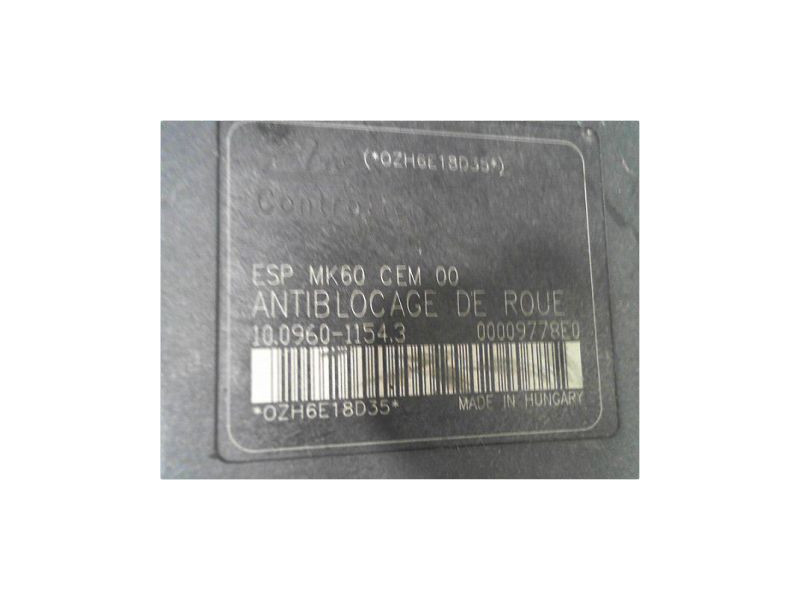 (*OZH6E18D35*)
ESP MK60 CEM 00
ANTIBLOCAGE DE ROUE
10.0960-1154.3 00009778E0
*OZH6E18D35* MADE IN HUNGARY